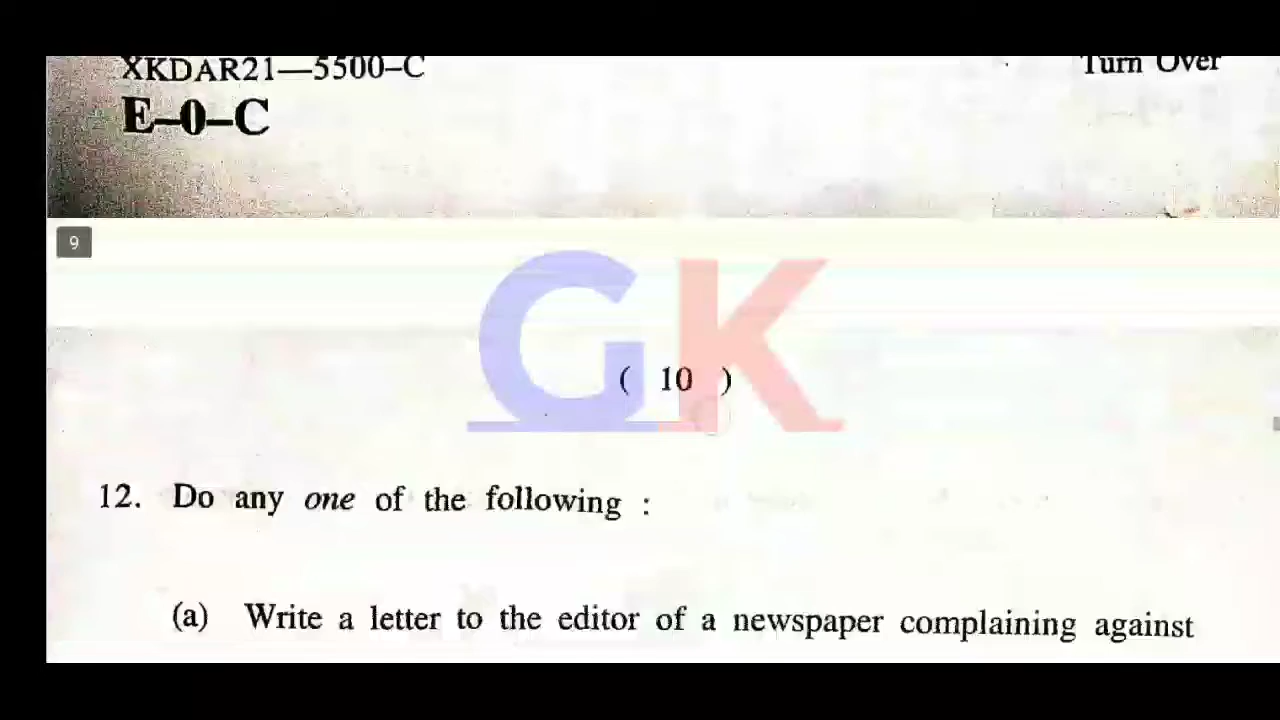 XKDAR21—5500–C
Turn Over
E–0–C
9
GK
( 10 )
12. Do any one of the following :
(a) Write a letter to the editor of a newspaper complaining against